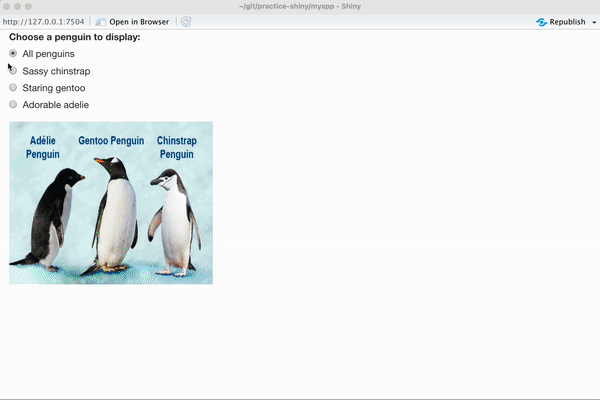 ~/git/practice-shiny/myapp - Shiny
http://127.0.0.1:7504 Open in Browser Republish
Choose a penguin to display:
All penguins
Sassy chinstrap
Staring gentoo
Adorable adelie
Adélie Gentoo Penguin Chinstrap
Penguin Penguin